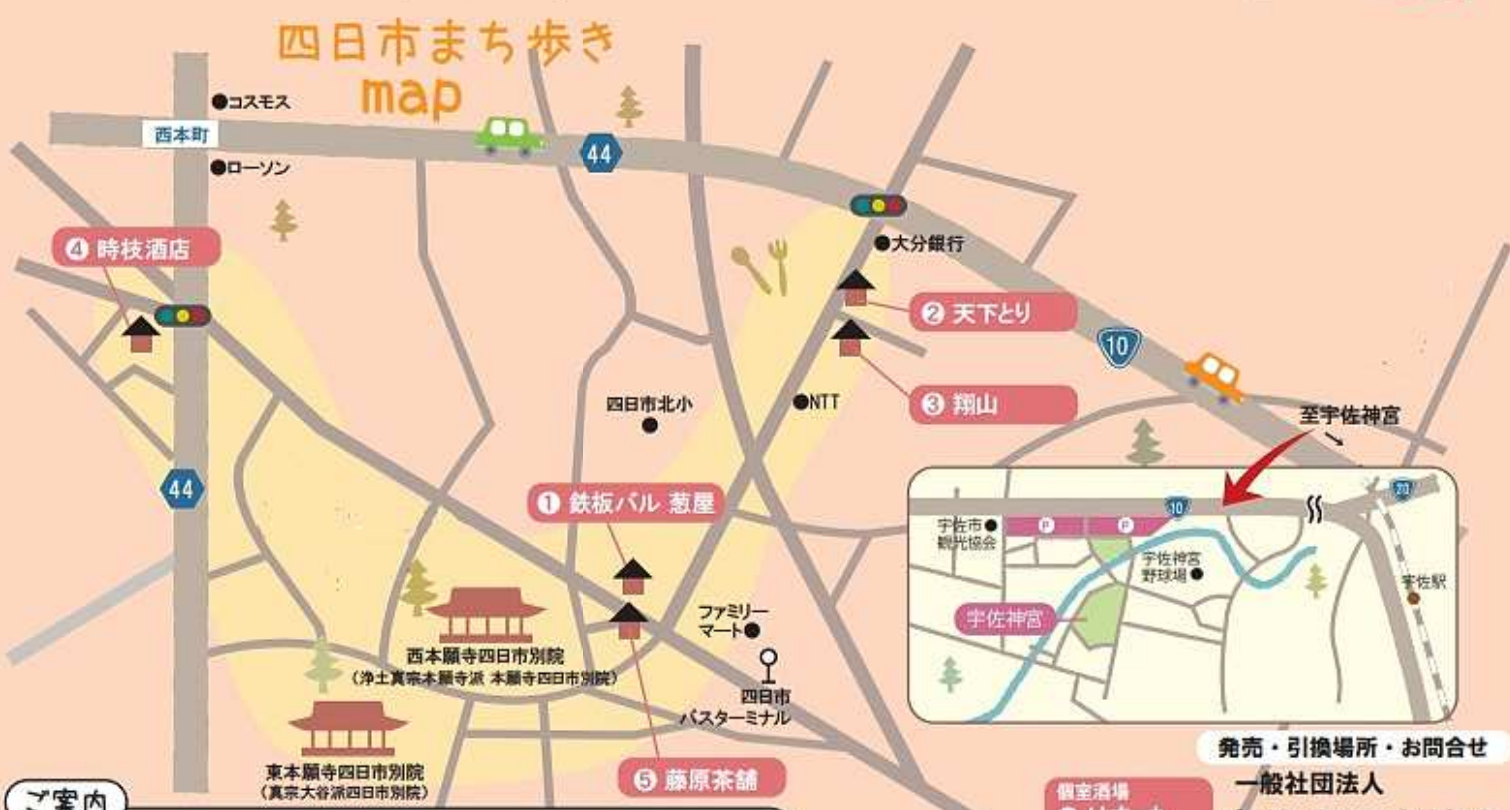 四日市まち歩き
map
●コスモス
西本町
●ローソン
44
④ 時枝酒店
●大分銀行
② 天下とり
10
③ 翔山
●NTT
四日市北小
至宇佐神宮
44
① 鉄板バル 葱屋
宇佐市●
観光協会
P
P
10
20
宇佐神宮
野球場●
宇佐駅
宇佐神宮
ファミリー
マート●
西本願寺四日市別院
(浄土真宗本願寺派 本願寺四日市別院)
四日市
バスターミナル
東本願寺四日市別院
(真宗大谷派四日市別院)
⑤ 藤原茶舗
発売・引換場所・お問合せ
一般社団法人
個室酒場
ご案内